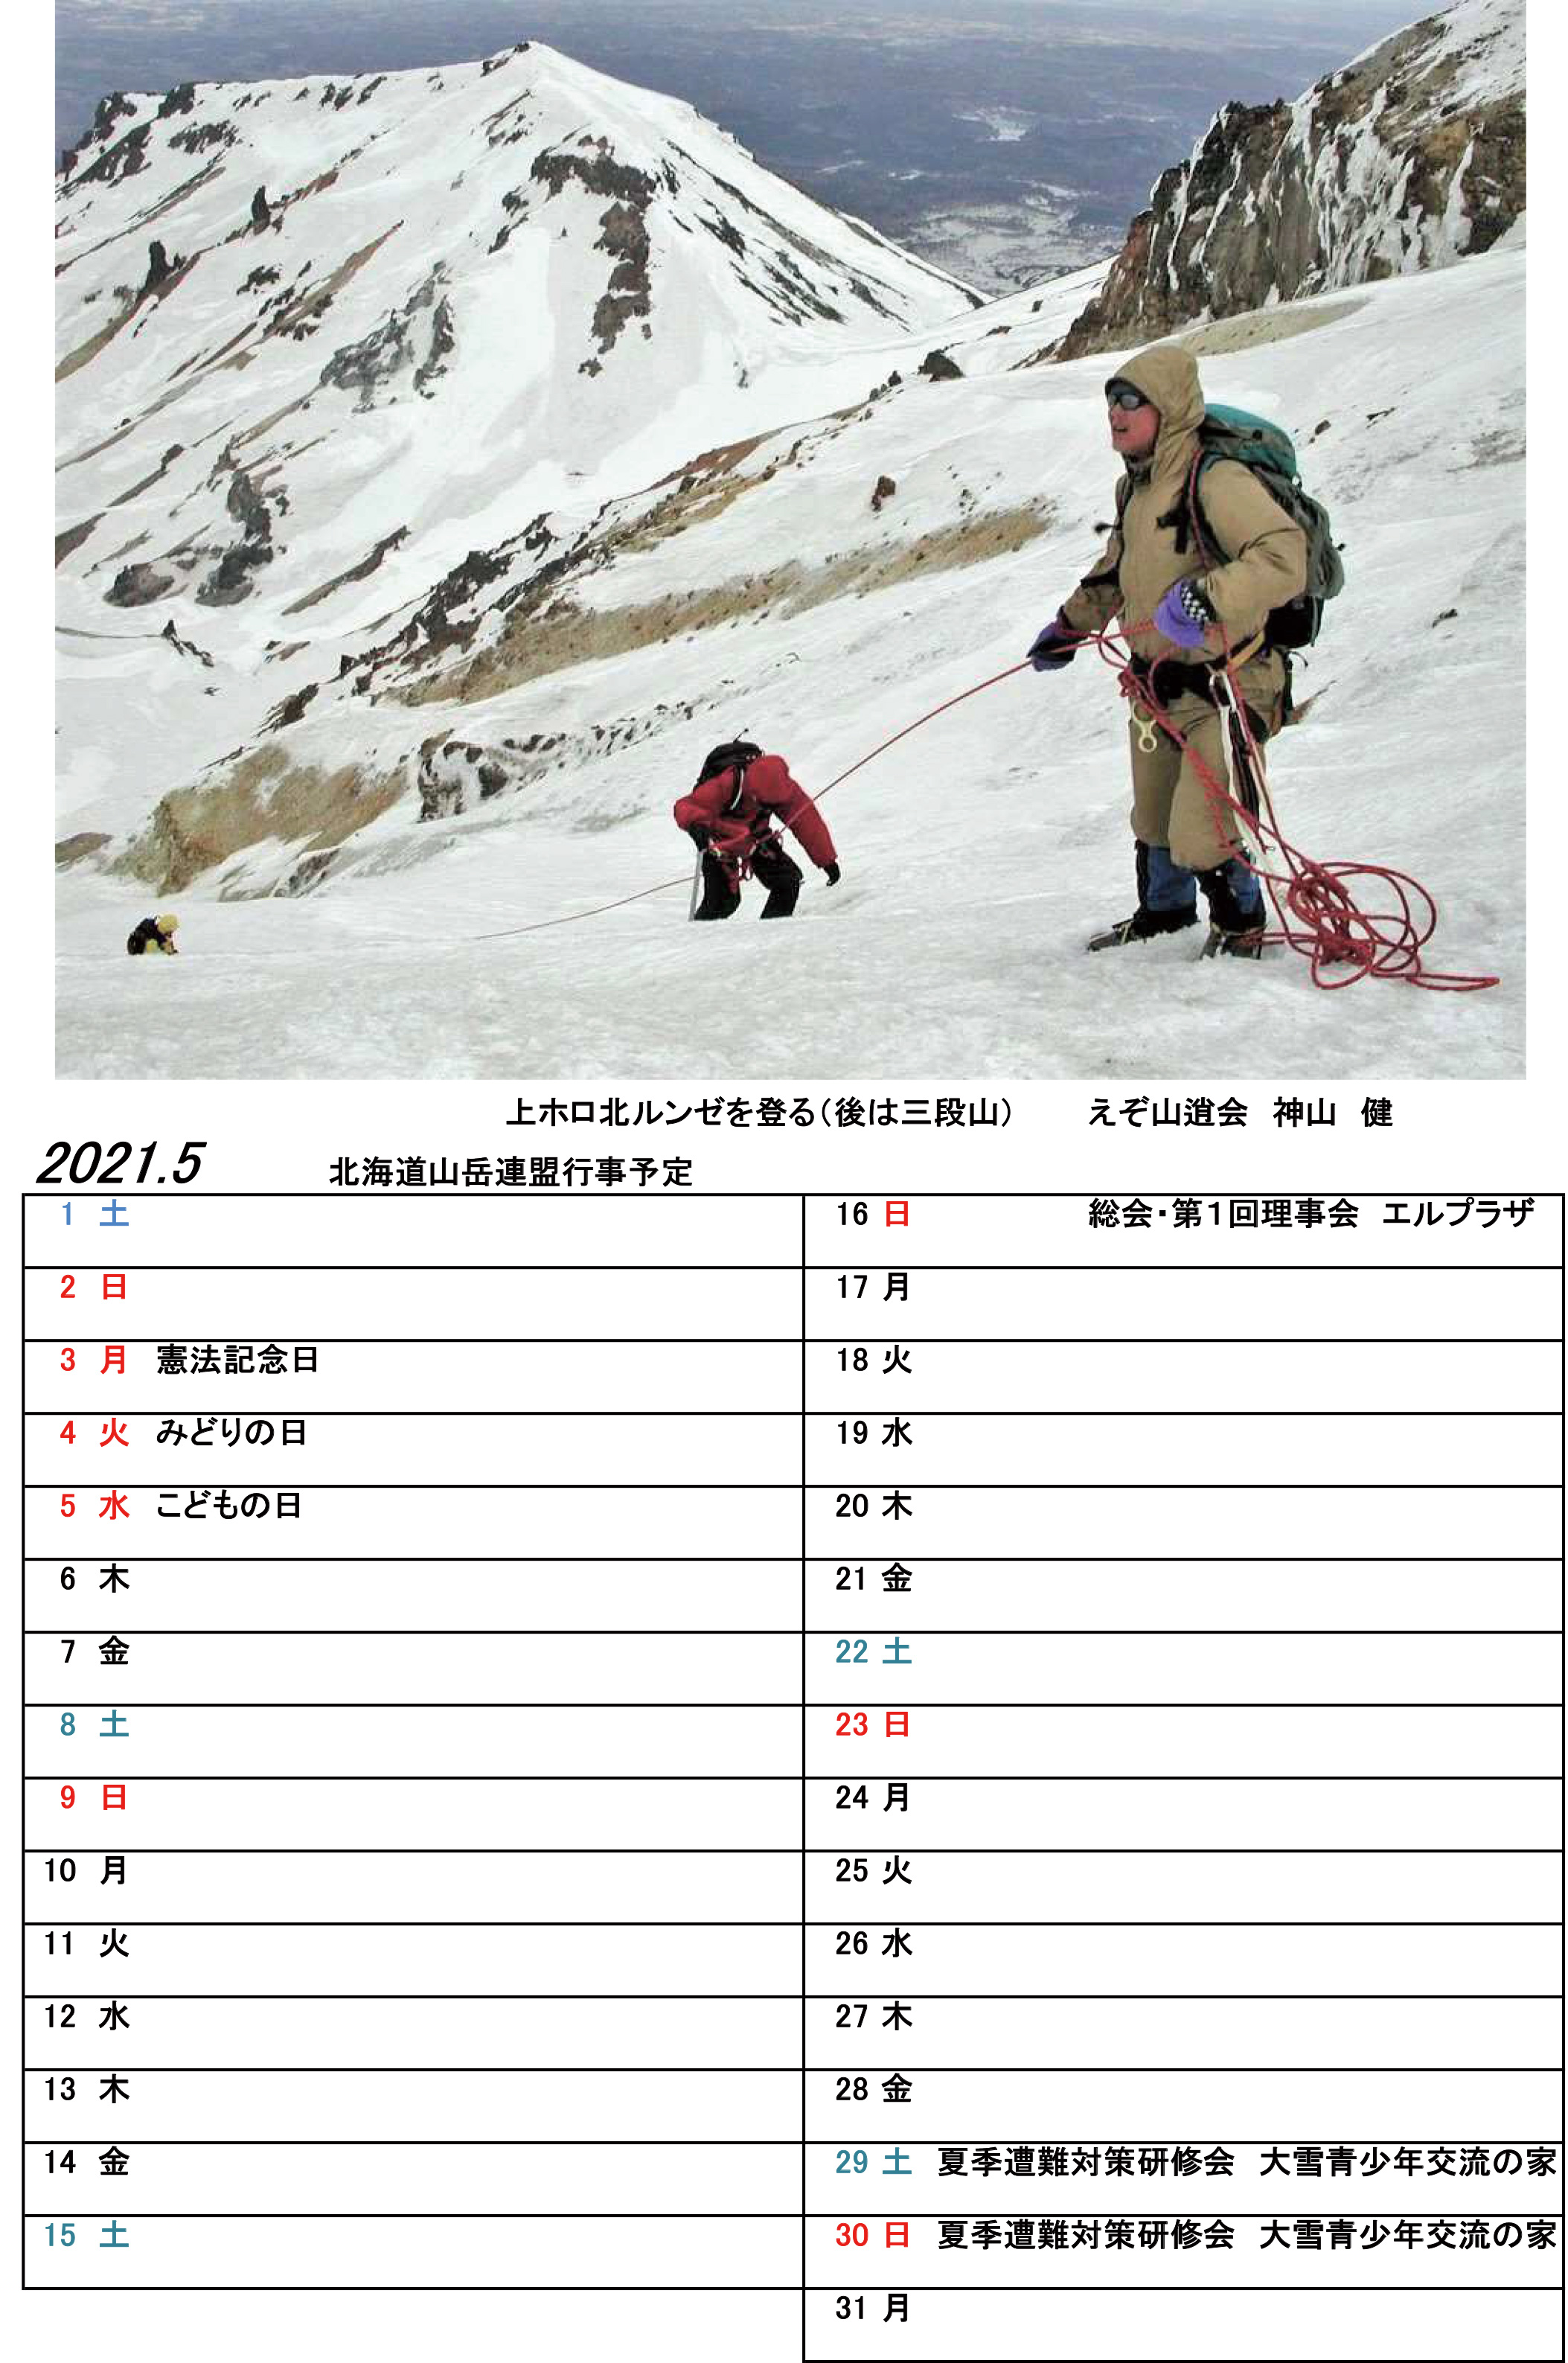 上ホロ北ルンゼを登る(後は三段山)　えぞ山遊会　神山　健
2021.5　北海道山岳連盟行事予定
1 土
2 日
3 月 憲法記念日
4 火 みどりの日
5 水 こどもの日
6 木
7 金
8 土
9 日
10 月
11 火
12 水
13 木
14 金
15 土
16 日 総会・第1回理事会　エルプラザ
17 月
18 火
19 水
20 木
21 金
22 土
23 日
24 月
25 火
26 水
27 木
28 金
29 土 夏季遭難対策研修会　大雪青少年交流の家
30 日 夏季遭難対策研修会　大雪青少年交流の家
31 月